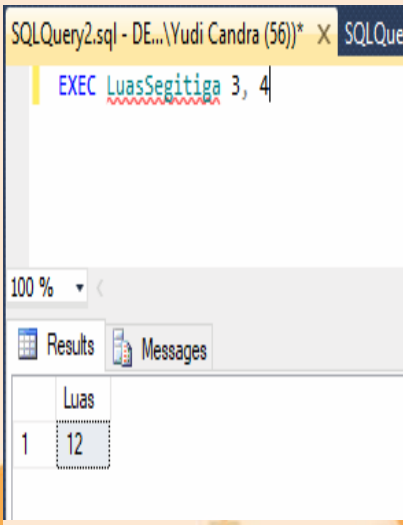 SQLQuery2.sql - DE...\Yudi Candra (56))* X SQLQue
EXEC LuasSegitiga 3, 4
100 %
Results Messages
Luas
1 12